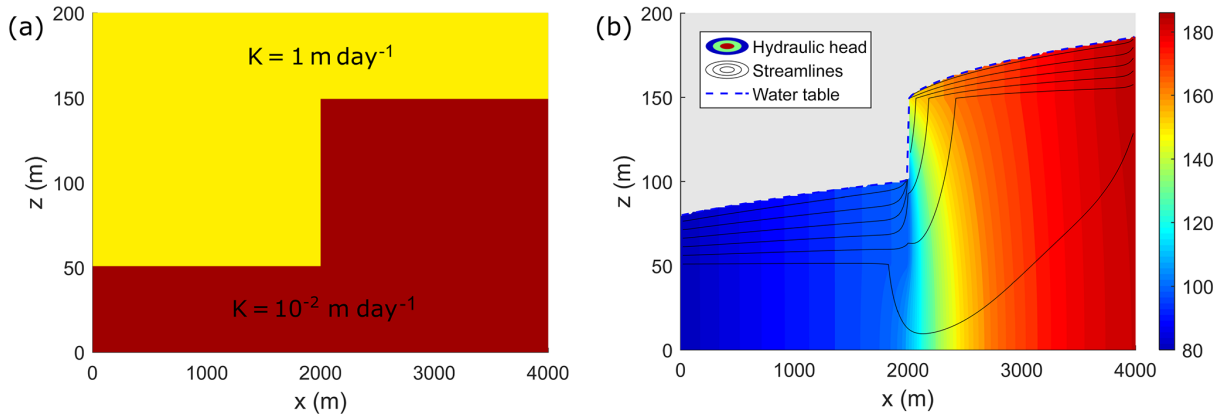 (a)
200
150
100
50
0
z (m)
K = 1 m day-1
K = 10-2 m day-1
0 1000 2000 3000 4000
x (m)
(b)
200
150
100
50
0
z (m)
Hydraulic head
Streamlines
Water table
0 1000 2000 3000 4000
x (m)
180
160
140
120
100
80